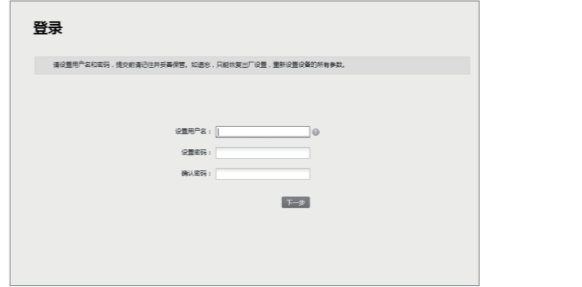 登录
请设置用户名和密码，提交前请记住并妥善保管。如遗忘，只能恢复出厂设置，重新设置设备的所有参数。
设置用户名：
设置密码：
确认密码：
下一步